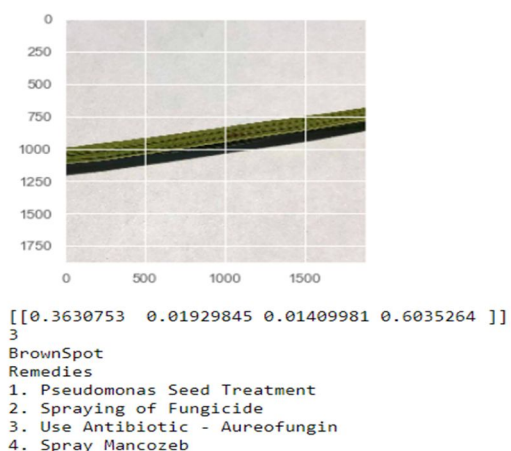 0
250
500
750
1000
1250
1500
1750
0 500 1000 1500
[[0.3630753 0.01929845 0.01409981 0.6035264 ]]
3
BrownSpot
Remedies
1. Pseudomonas Seed Treatment
2. Spraying of Fungicide
3. Use Antibiotic - Aureofungin
4. Spray Mancozeb